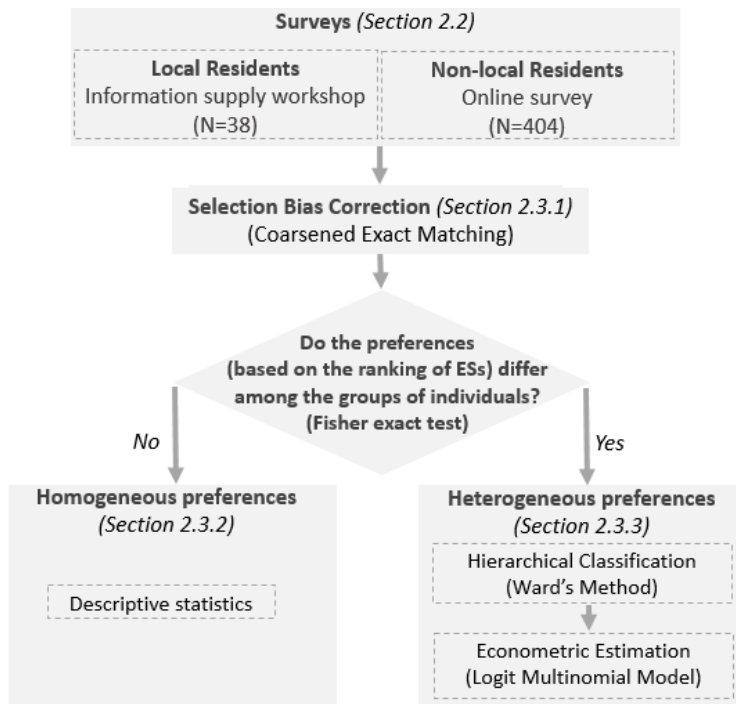 Surveys (Section 2.2)
Local Residents
Information supply workshop
(N=38)
Non-local Residents
Online survey
(N=404)
Selection Bias Correction (Section 2.3.1)
(Coarsened Exact Matching)
Do the preferences
(based on the ranking of ESs) differ
among the groups of individuals?
(Fisher exact test)
No
Yes
Homogeneous preferences
(Section 2.3.2)
Descriptive statistics
Heterogeneous preferences
(Section 2.3.3)
Hierarchical Classification
(Ward's Method)
Econometric Estimation
(Logit Multinomial Model)